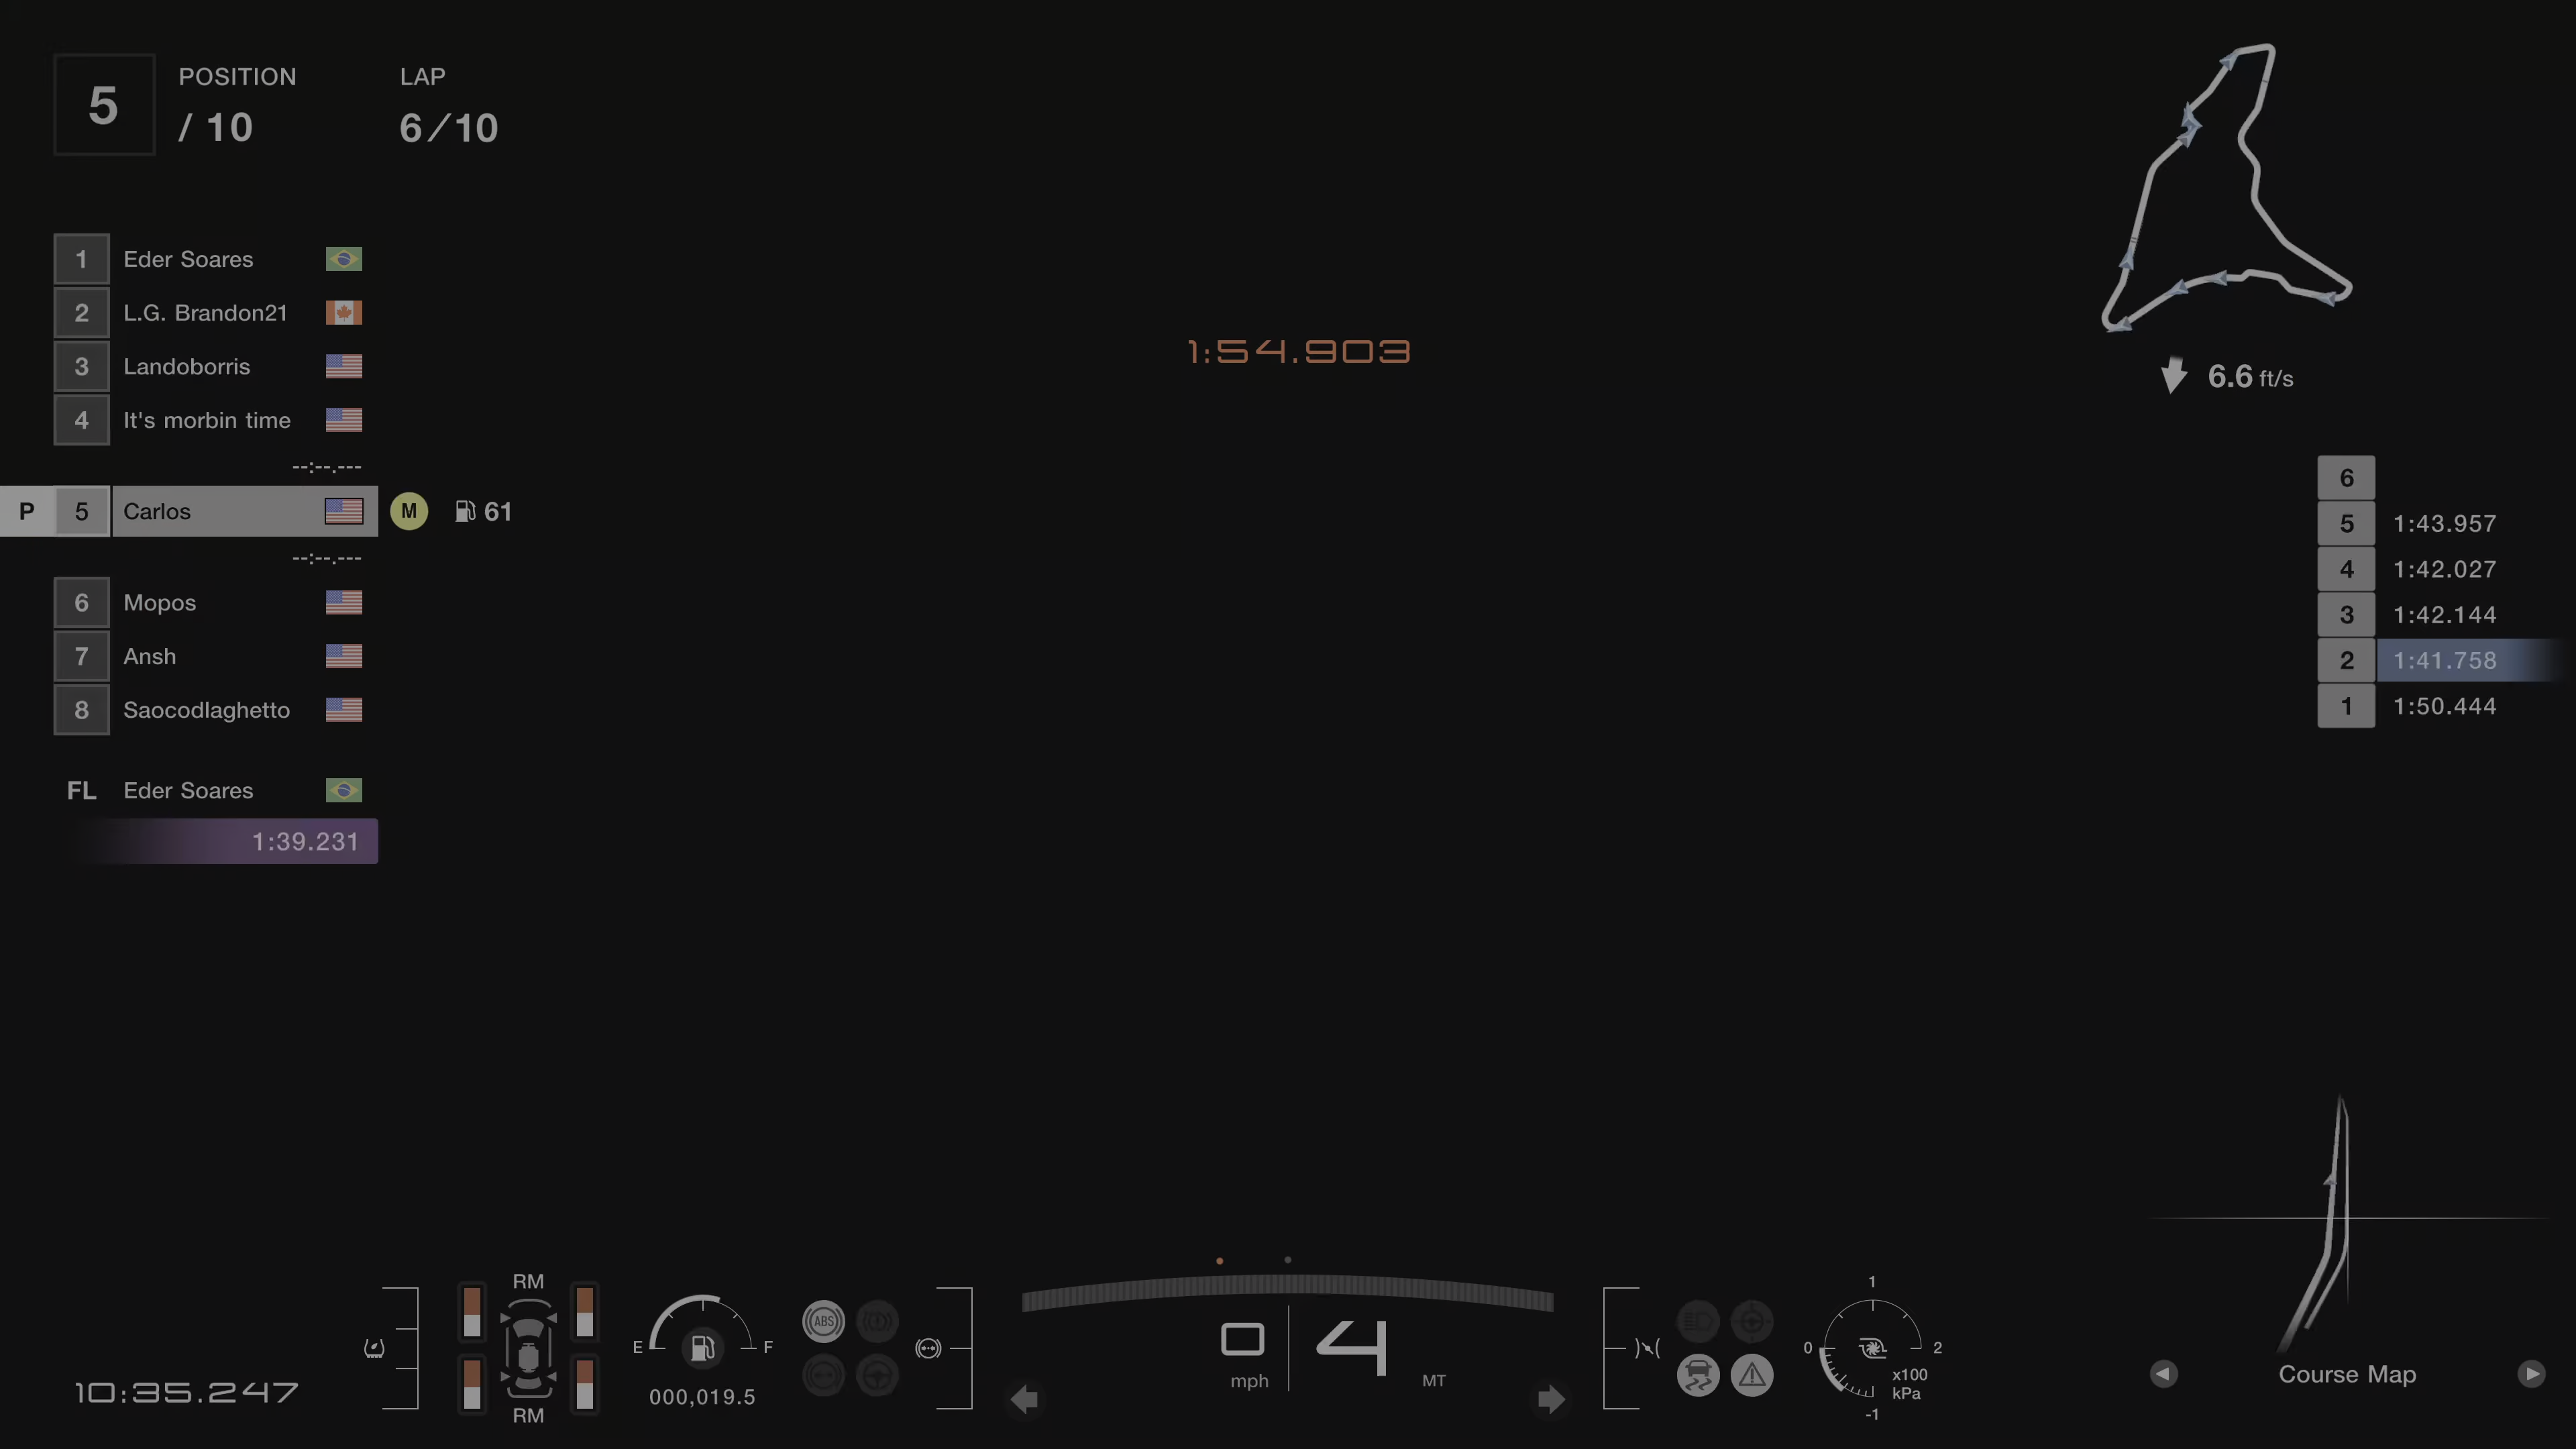 5 POSITION / 10 LAP 6/10
1 Eder Soares
2 L.G. Brandon21
3 Landoborris
4 It's morbin time
--:--.---
P 5 Carlos M 61
--:--.---
6 Mopos
7 Ansh
8 Saocodlaghetto
FL Eder Soares
1:39.231
1:54.903
6.6 ft/s
6
5 1:43.957
4 1:42.027
3 1:42.144
2 1:41.758
1 1:50.444
10:35.247
RM
RM
E F
000,019.5
ABS
0 mph
4 MT
1
0 2
x100
kPa
-1
Course Map